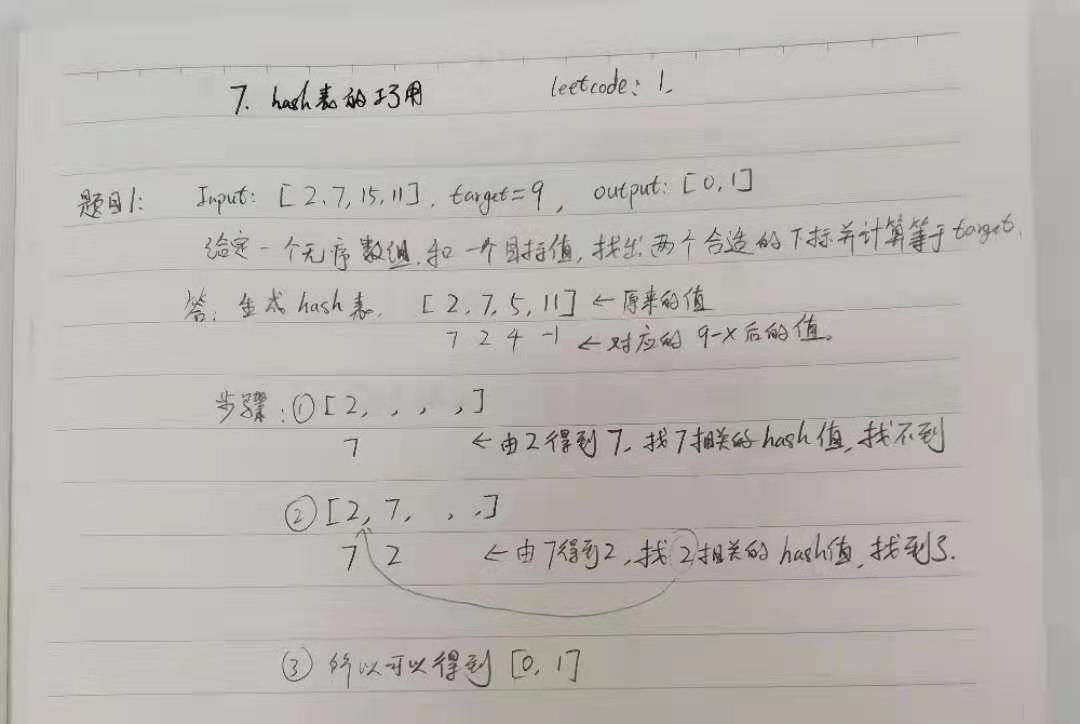 7. hash表的巧用 leetcode: 1.
题目1: Input: [2,7,15,11], target=9, output: [0,1]
给定一个无序数组,和一个目标值,找出两个合适的下标并计算等于target.
答: 生成hash表. [2,7,5,11] ←原来的值
7 2 4 -1 ←对应的 9-x后的值。
步骤: ① [2, , , ,]
7 ←由2得到7,找7相关的hash值,找不到
② [2, 7, , ,]
7 2 ←由7得到2,找2相关的hash值,找到了.
③ 所以可以得到 [0, 1]